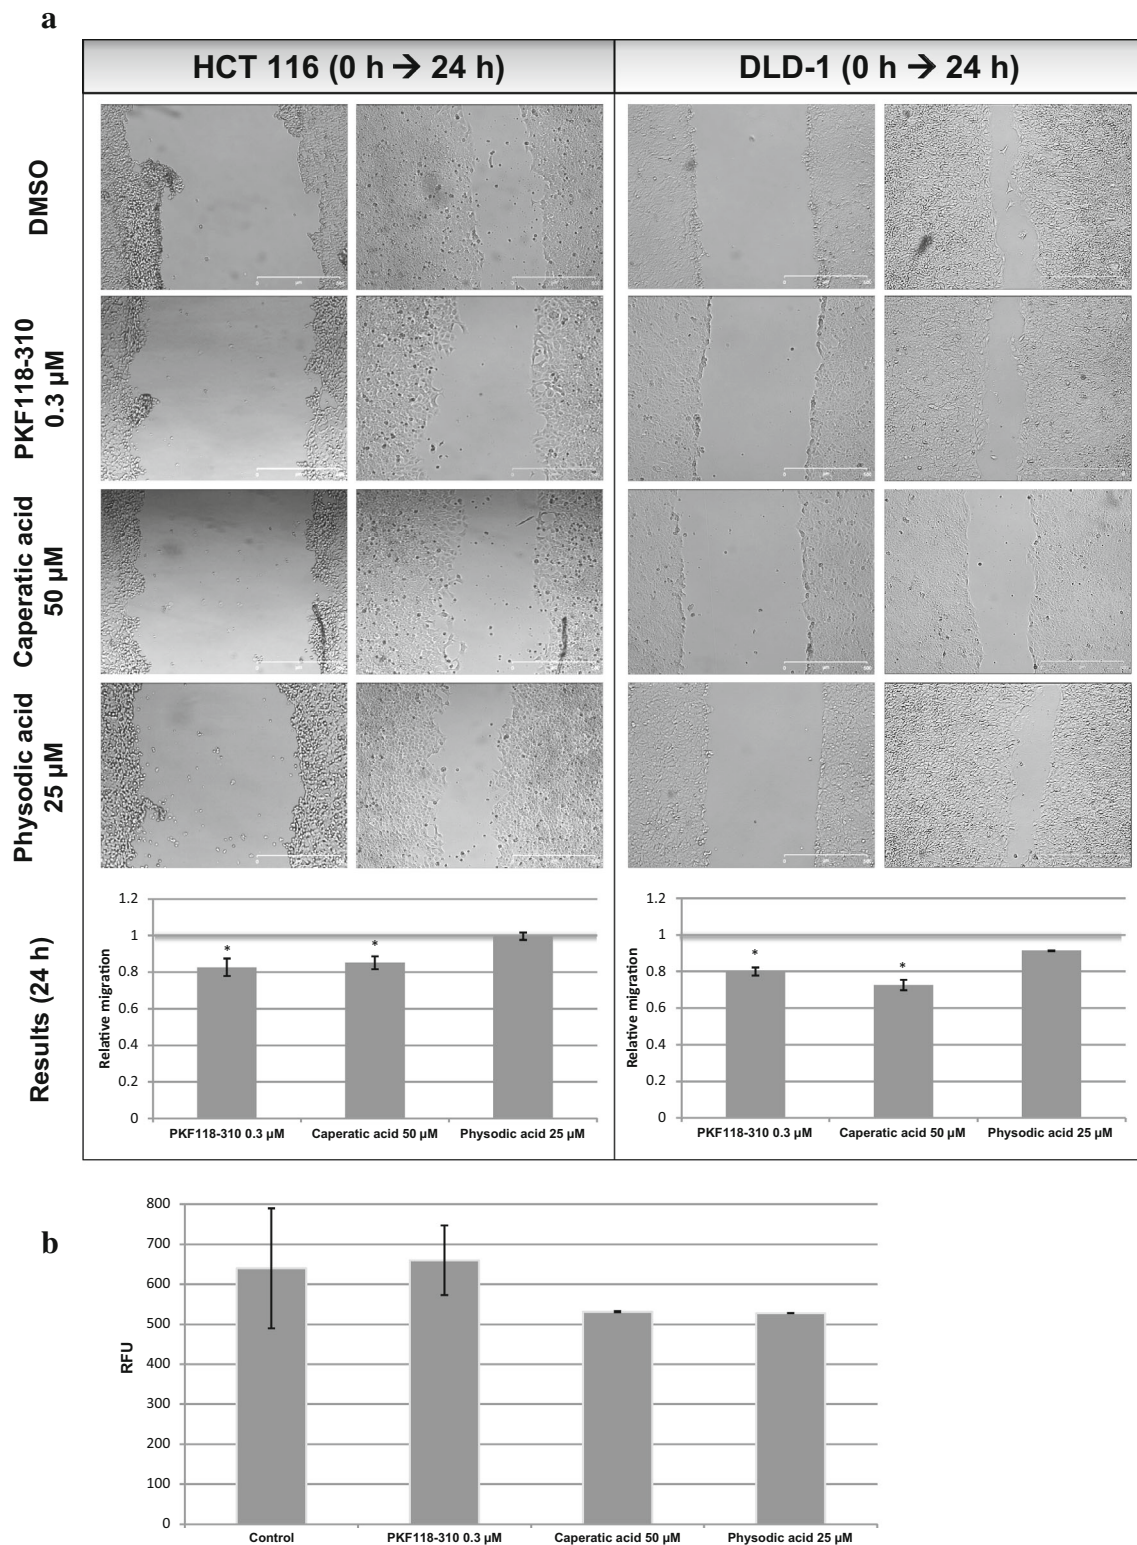 a
HCT 116 (0 h → 24 h)
DLD-1 (0 h → 24 h)
DMSO
PKF118-310
0.3 µM
Caperatic acid
50 µM
Physodic acid
25 µM
Results (24 h)
Relative migration
1.2
1
0.8
0.6
0.4
0.2
0
*
*
PKF118-310 0.3 µM
Caperatic acid 50 µM
Physodic acid 25 µM
Relative migration
1.2
1
0.8
0.6
0.4
0.2
0
*
*
PKF118-310 0.3 µM
Caperatic acid 50 µM
Physodic acid 25 µM
b
RFU
800
700
600
500
400
300
200
100
0
Control
PKF118-310 0.3 µM
Caperatic acid 50 µM
Physodic acid 25 µM